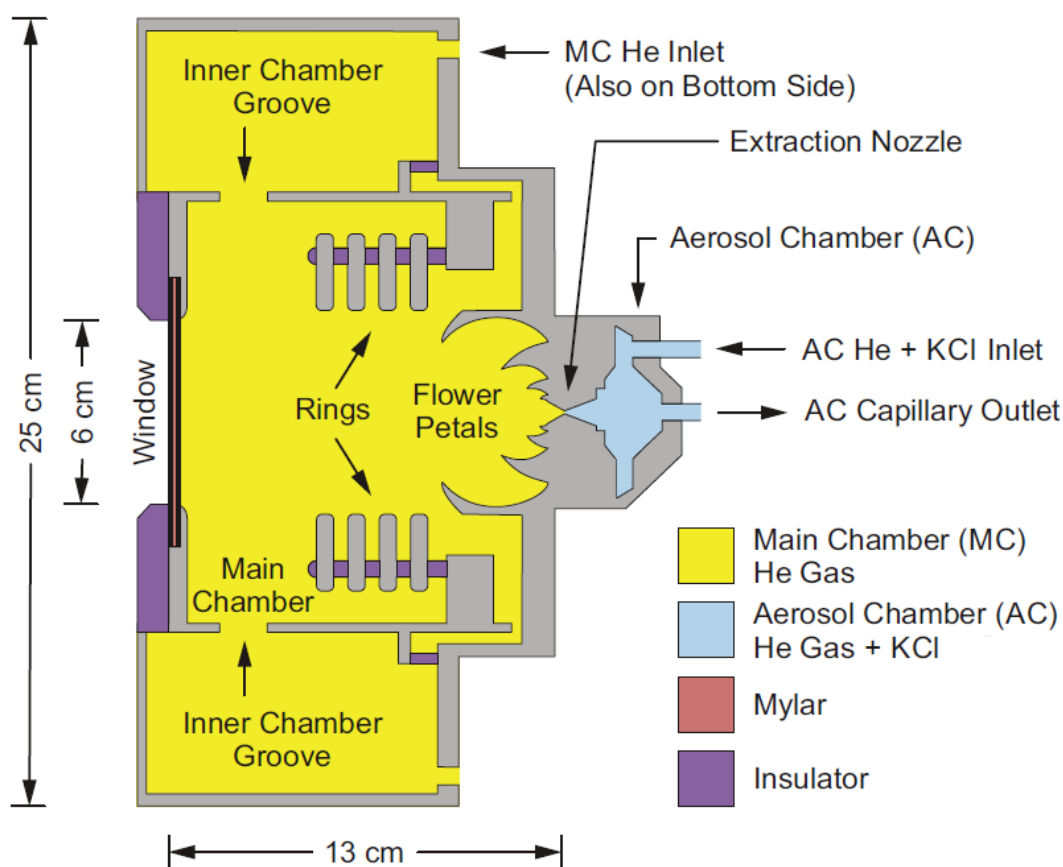 Inner Chamber
Groove
MC He Inlet
(Also on Bottom Side)
Extraction Nozzle
Aerosol Chamber (AC)
AC He + KCl Inlet
AC Capillary Outlet
25 cm
6 cm
Window
Rings
Flower
Petals
Main
Chamber
Inner Chamber
Groove
13 cm
Main Chamber (MC)
He Gas
Aerosol Chamber (AC)
He Gas + KCl
Mylar
Insulator